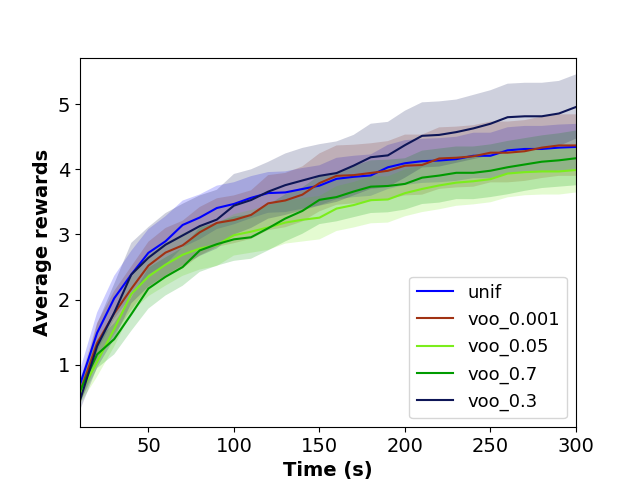 5
4
3
2
1
Average rewards
unif
voo_0.001
voo_0.05
voo_0.7
voo_0.3
50 100 150 200 250 300
Time (s)